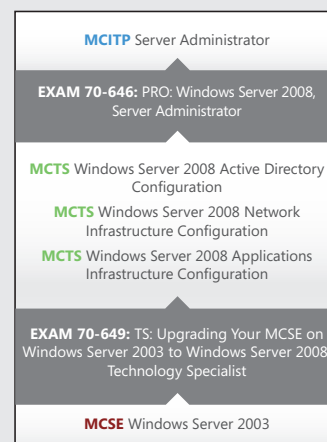 MCITP Server Administrator
EXAM 70-646: PRO: Windows Server 2008,
Server Administrator
MCTS Windows Server 2008 Active Directory
Configuration
MCTS Windows Server 2008 Network
Infrastructure Configuration
MCTS Windows Server 2008 Applications
Infrastructure Configuration
EXAM 70-649: TS: Upgrading Your MCSE on
Windows Server 2003 to Windows Server 2008,
Technology Specialist
MCSE Windows Server 2003